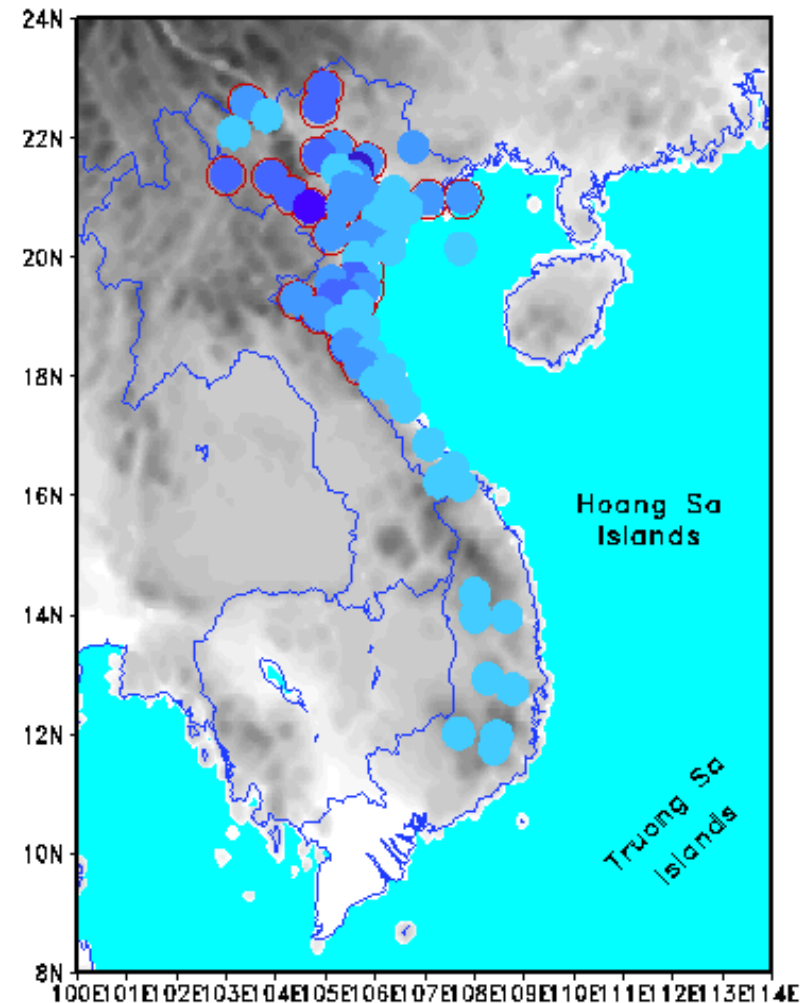 24N
22N
20N
18N
16N
Hoang Sa
Islands
14N
12N
Truong Sa
Islands
10N
8N
100E101E102E103E104E105E106E107E108E109E110E111E112E113E114E